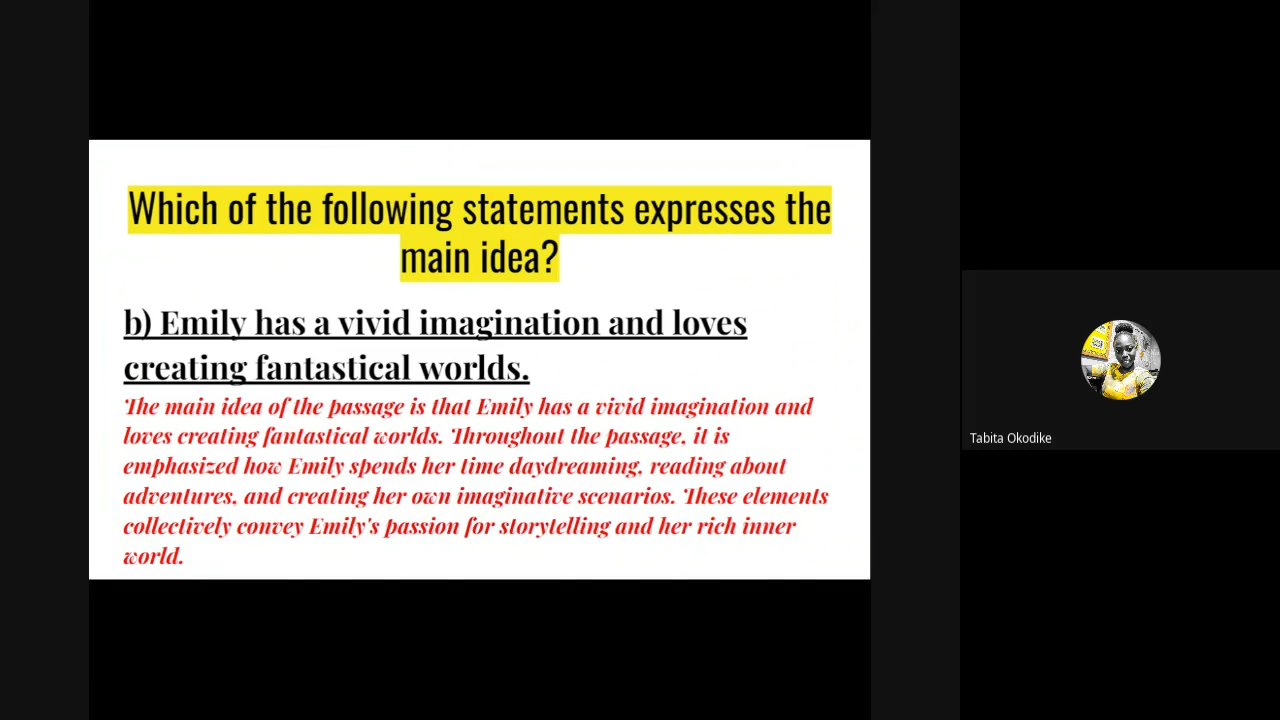 Which of the following statements expresses the
main idea?
b) Emily has a vivid imagination and loves
creating fantastical worlds.
The main idea of the passage is that Emily has a vivid imagination and
loves creating fantastical worlds. Throughout the passage, it is
emphasized how Emily spends her time daydreaming, reading about
adventures, and creating her own imaginative scenarios. These elements
collectively convey Emily's passion for storytelling and her rich inner
world.
Tabita Okodike